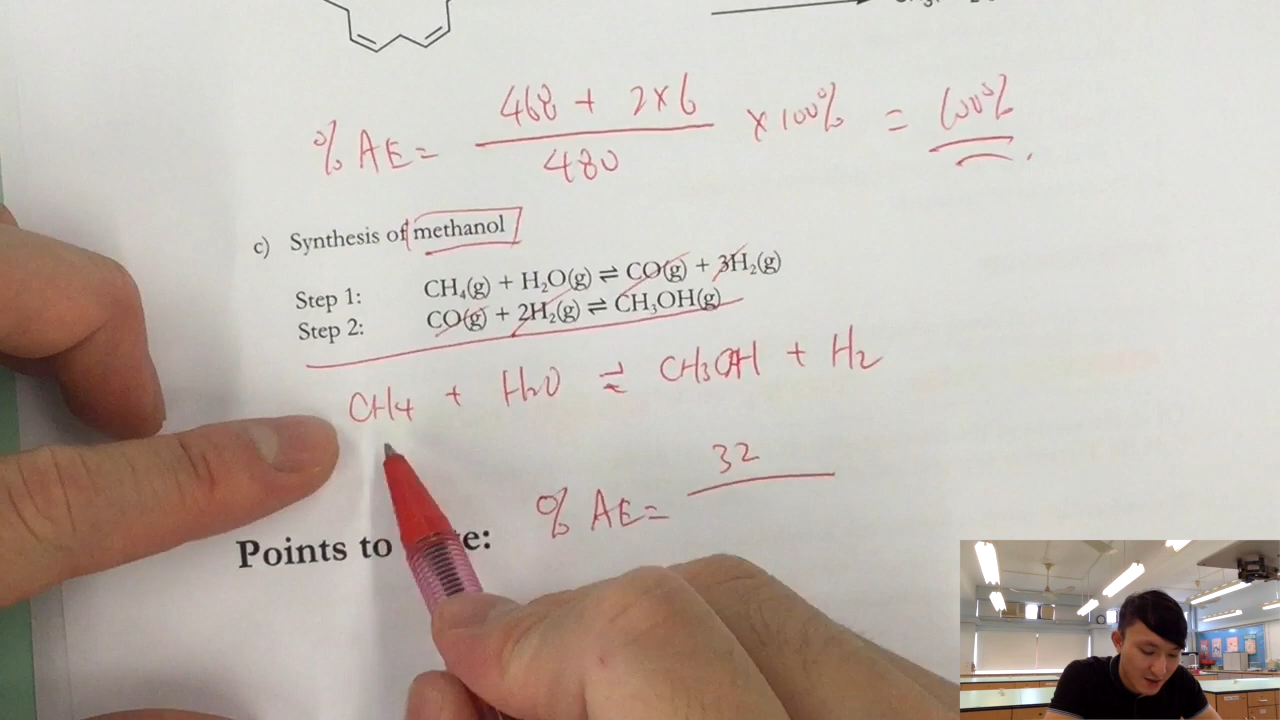 % AE = 468 + 2×6 / 480 × 100% = 100%
c) Synthesis of methanol
Step 1: CH₄(g) + H₂O(g) ⇌ CO(g) + 3H₂(g)
Step 2: CO(g) + 2H₂(g) ⇌ CH₃OH(g)
CH4 + H2O ⇌ CH3OH + H2
32
% AE =
Points to